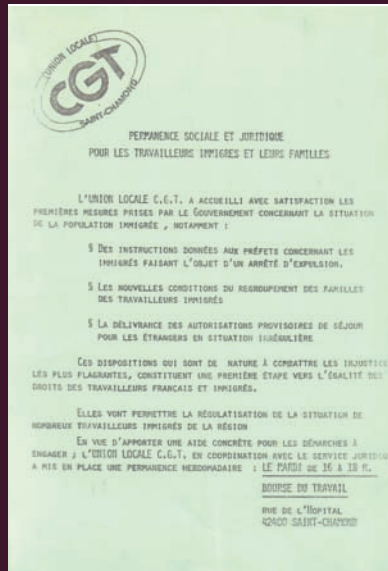 (UNION LOCALE)
CGT
SAINT-CHAMOND
PERMANENCE SOCIALE ET JURIDIQUE
POUR LES TRAVAILLEURS IMMIGRES ET LEURS FAMILLES
L'UNION LOCALE C.G.T. A ACCUEILLI AVEC SATISFACTION LES
PREMIÈRES MESURES PRISES PAR LE GOUVERNEMENT CONCERNANT LA SITUATION
DE LA POPULATION IMMIGRÉE , NOTAMMENT :
§ DES INSTRUCTIONS DONNÉES AUX PRÉFETS CONCERNANT LES
IMMIGRÉS FAISANT L'OBJET D'UN ARRÊTÉ D'EXPULSION.
§ LES NOUVELLES CONDITIONS DU REGROUPEMENT DES FAMILLES
DES TRAVAILLEURS IMMIGRÉS
§ LA DÉLIVRANCE DES AUTORISATIONS PROVISOIRES DE SÉJOUR
POUR LES ÉTRANGERS EN SITUATION IRRÉGULIÈRE
CES DISPOSITIONS QUI SONT DE NATURE À COMBATTRE LES INJUSTICE
LES PLUS FLAGRANTES, CONSTITUENT UNE PREMIÈRE ÉTAPE VERS L'ÉGALITÉ DES
DROITS DES TRAVAILLEURS FRANÇAIS ET IMMIGRÉS.
ELLES VONT PERMETTRE LA RÉGULATISATION DE LA SITUATION DE
NOMBREUX TRAVAILLEURS IMMIGRÉS DE LA RÉGION
EN VUE D'APPORTER UNE AIDE CONCRÈTE POUR LES DÉMARCHES À
ENGAGER ; L'UNION LOCALE C.G.T. EN COORDINATION AVEC LE SERVICE JURIDIQU
A MIS EN PLACE UNE PERMANENCE HEBDOMADAIRE : LE MARDI DE 16 A 18 H.
BOURSE DU TRAVAIL
RUE DE L'HOPITAL
42400 SAINT-CHAMOND